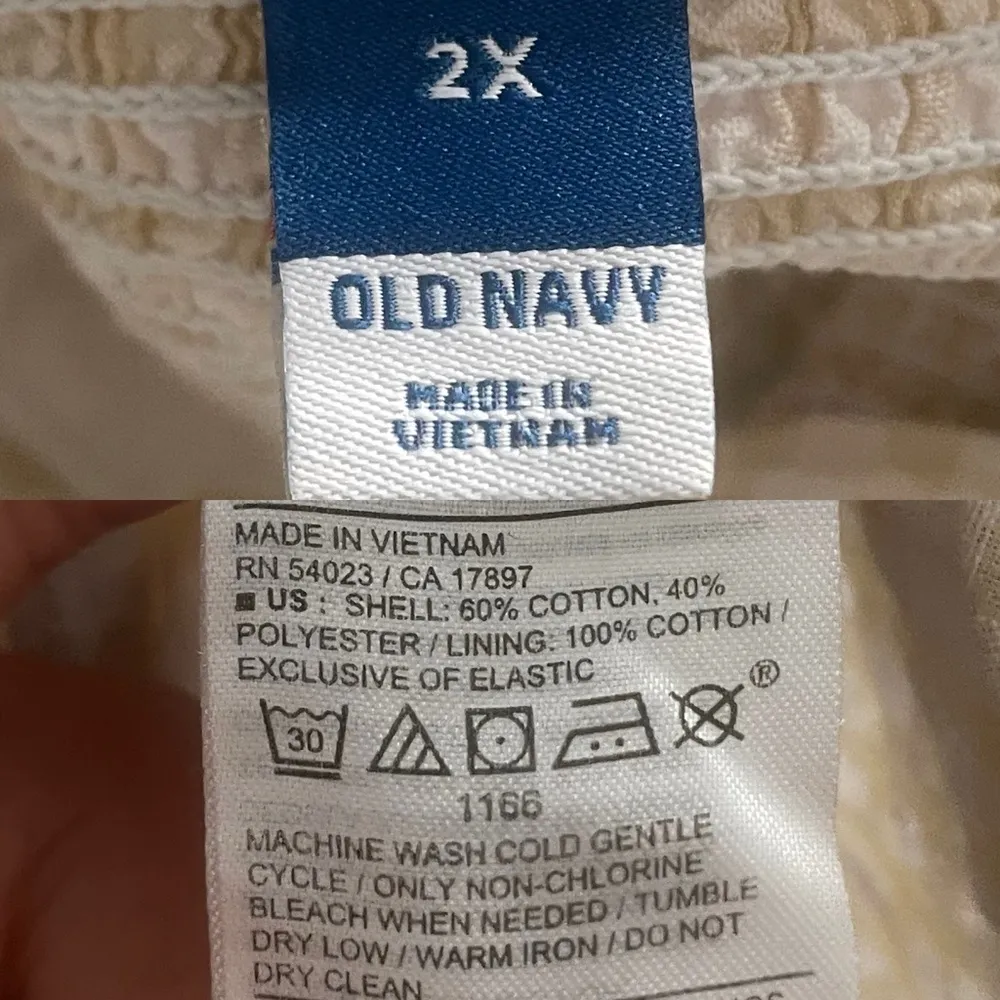 2X
OLD NAVY
MADE IN
VIETNAM
MADE IN VIETNAM
RN 54023 / CA 17897
■ US : SHELL: 60% COTTON, 40%
POLYESTER / LINING: 100% COTTON /
EXCLUSIVE OF ELASTIC
®
30
1166
MACHINE WASH COLD GENTLE
CYCLE / ONLY NON-CHLORINE
BLEACH WHEN NEEDED / TUMBLE
DRY LOW / WARM IRON / DO NOT
DRY CLEAN